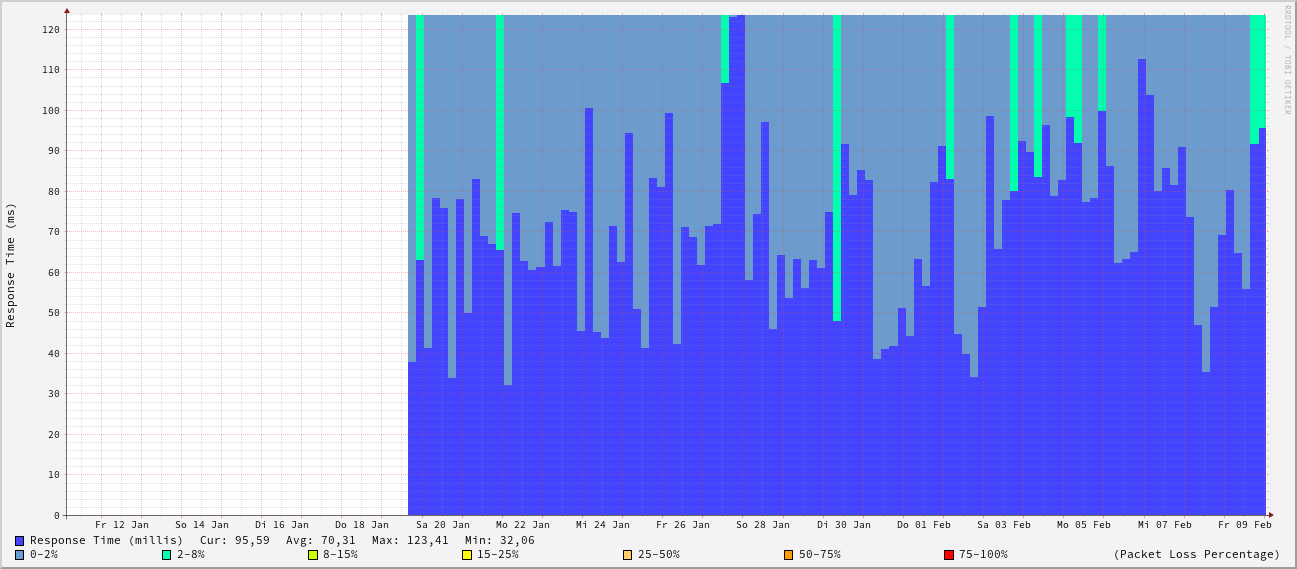 RRDTOOL / TOBI OETIKER
Response Time (ms)
120
110
100
90
80
70
60
50
40
30
20
10
0
Fr 12 Jan So 14 Jan Di 16 Jan Do 18 Jan Sa 20 Jan Mo 22 Jan Mi 24 Jan Fr 26 Jan So 28 Jan Di 30 Jan Do 01 Feb Sa 03 Feb Mo 05 Feb Mi 07 Feb Fr 09 Feb
Response Time (millis) Cur: 95,59 Avg: 70,31 Max: 123,41 Min: 32,06
0-2% 2-8% 8-15% 15-25% 25-50% 50-75% 75-100% (Packet Loss Percentage)